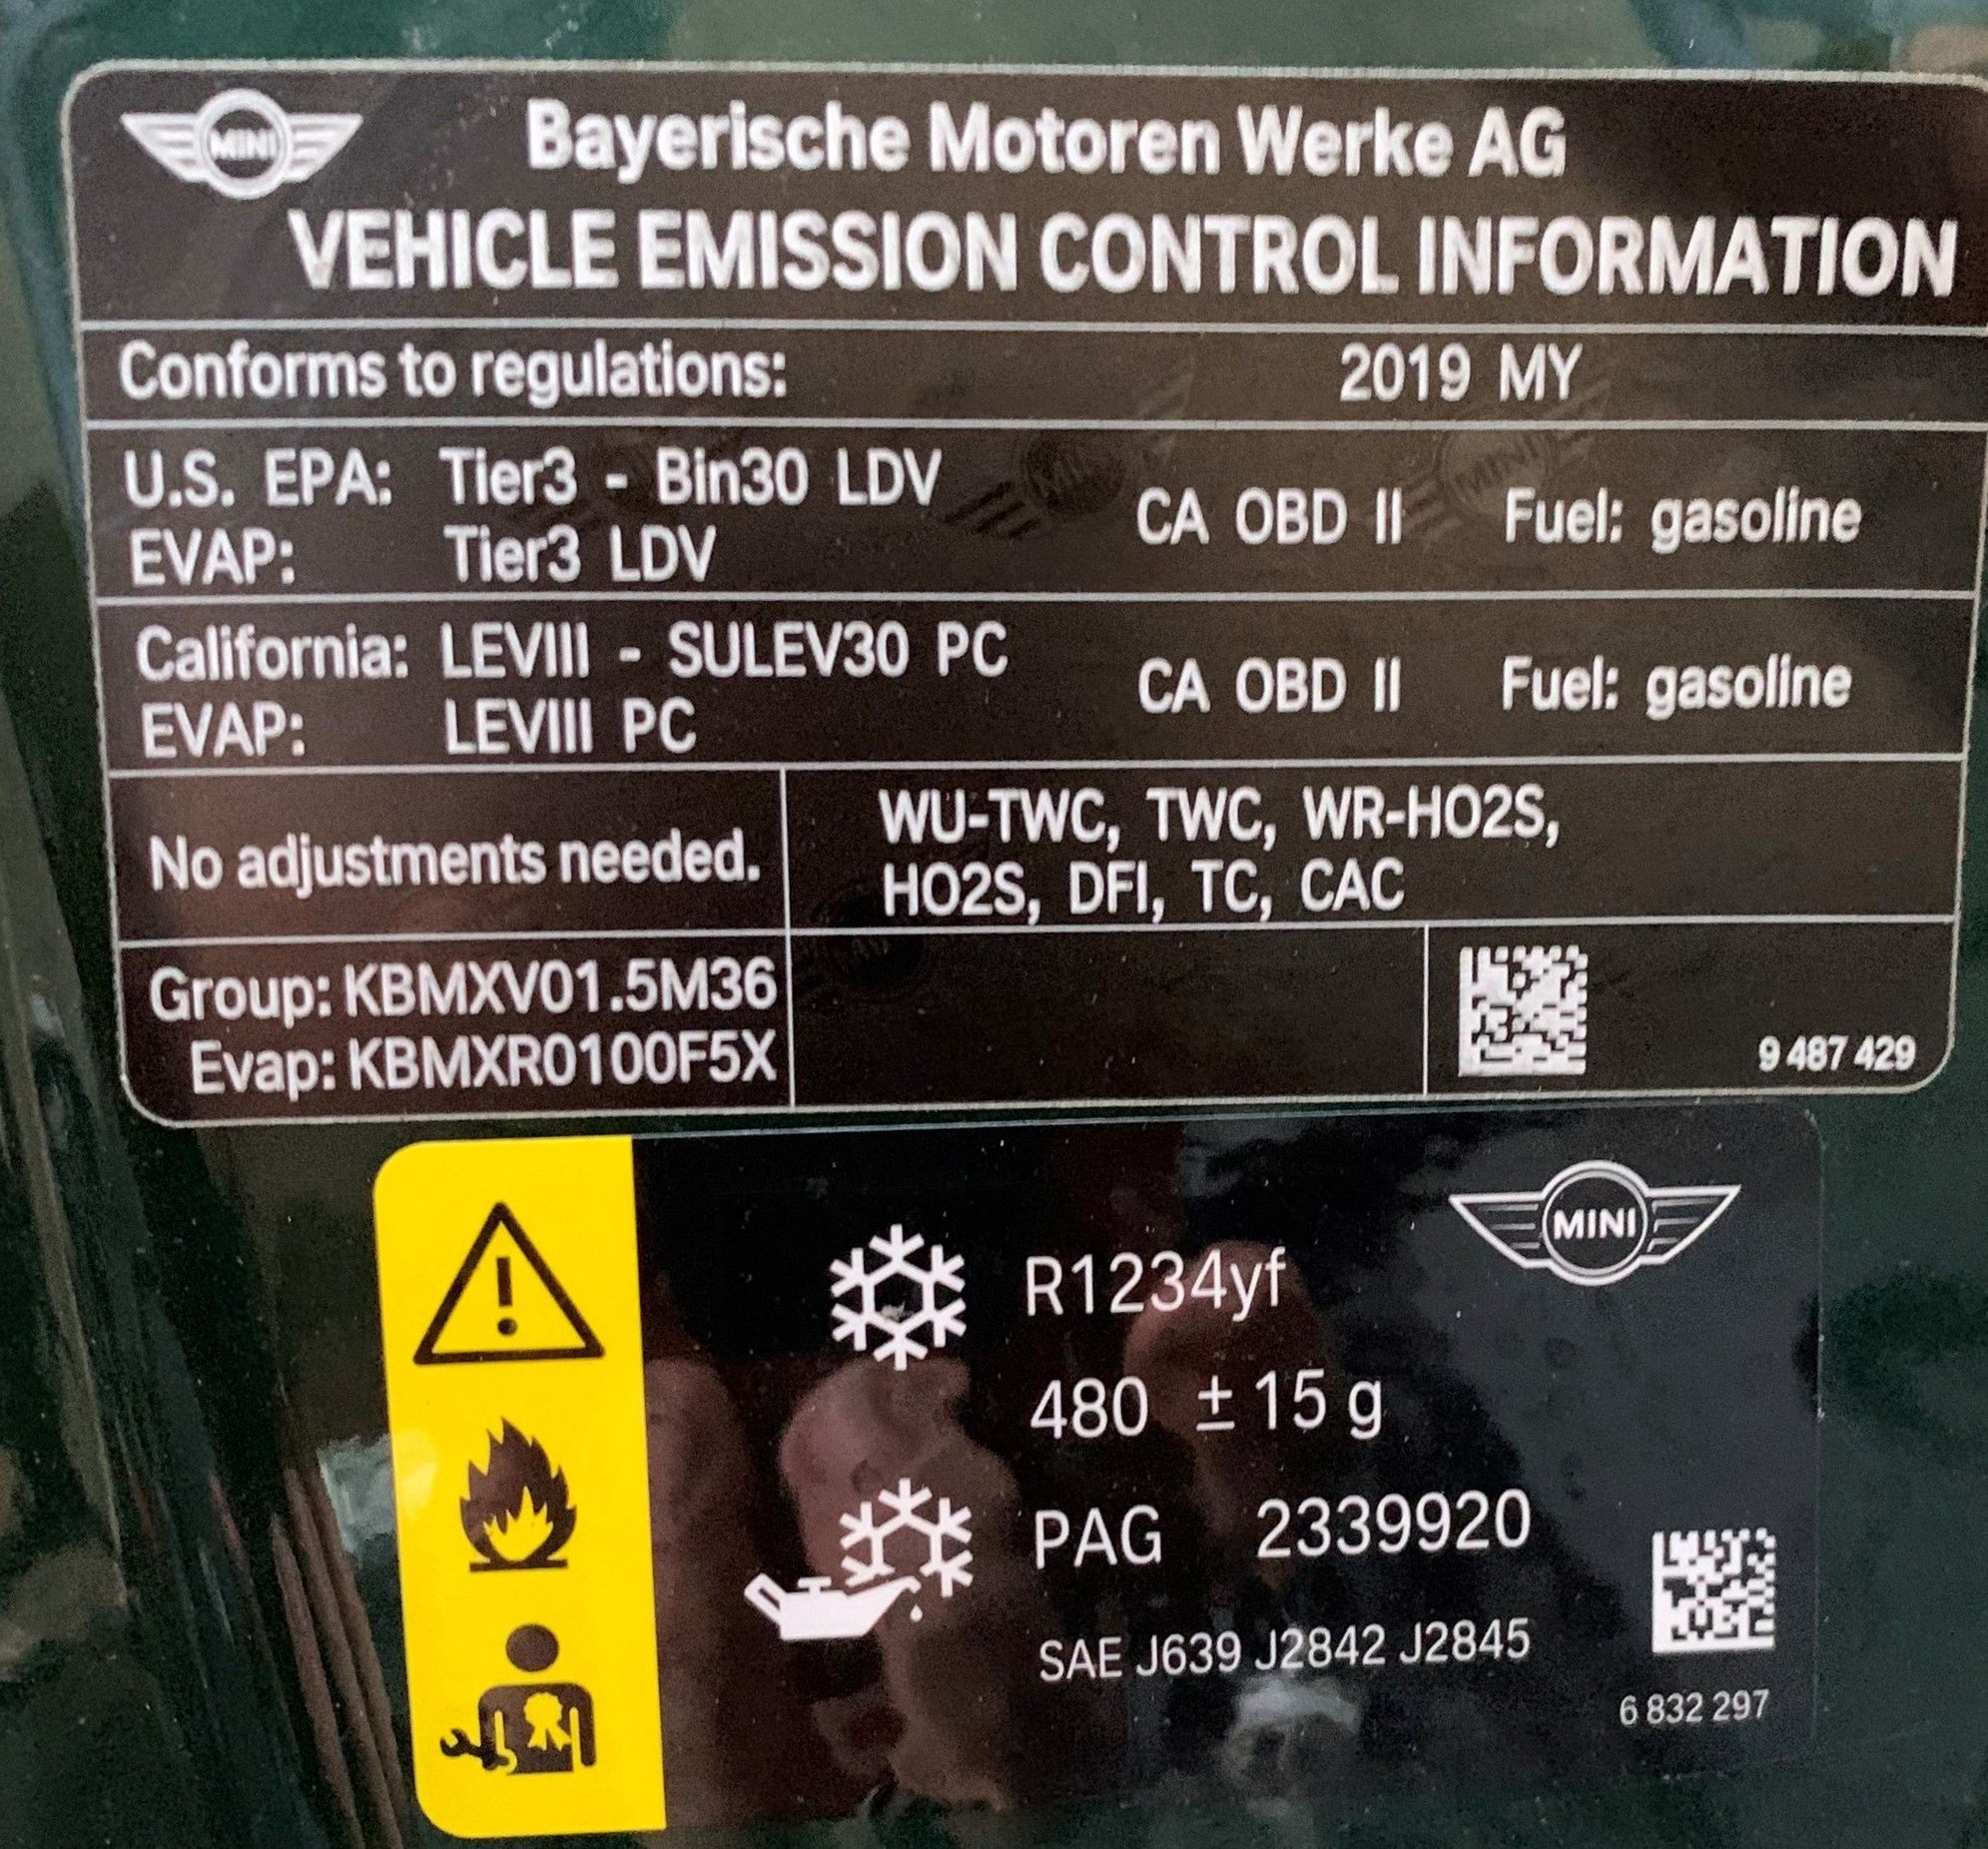 MINI
Bayerische Motoren Werke AG
VEHICLE EMISSION CONTROL INFORMATION
Conforms to regulations: 2019 MY
U.S. EPA: Tier3 - Bin30 LDV
EVAP: Tier3 LDV
CA OBD II Fuel: gasoline
California: LEVIII - SULEV30 PC
EVAP: LEVIII PC
CA OBD II Fuel: gasoline
No adjustments needed.
WU-TWC, TWC, WR-HO2S,
HO2S, DFI, TC, CAC
Group: KBMXV01.5M36
Evap: KBMXR0100F5X
9 487 429
MINI
R1234yf
480 ± 15 g
PAG 2339920
SAE J639 J2842 J2845
6 832 297